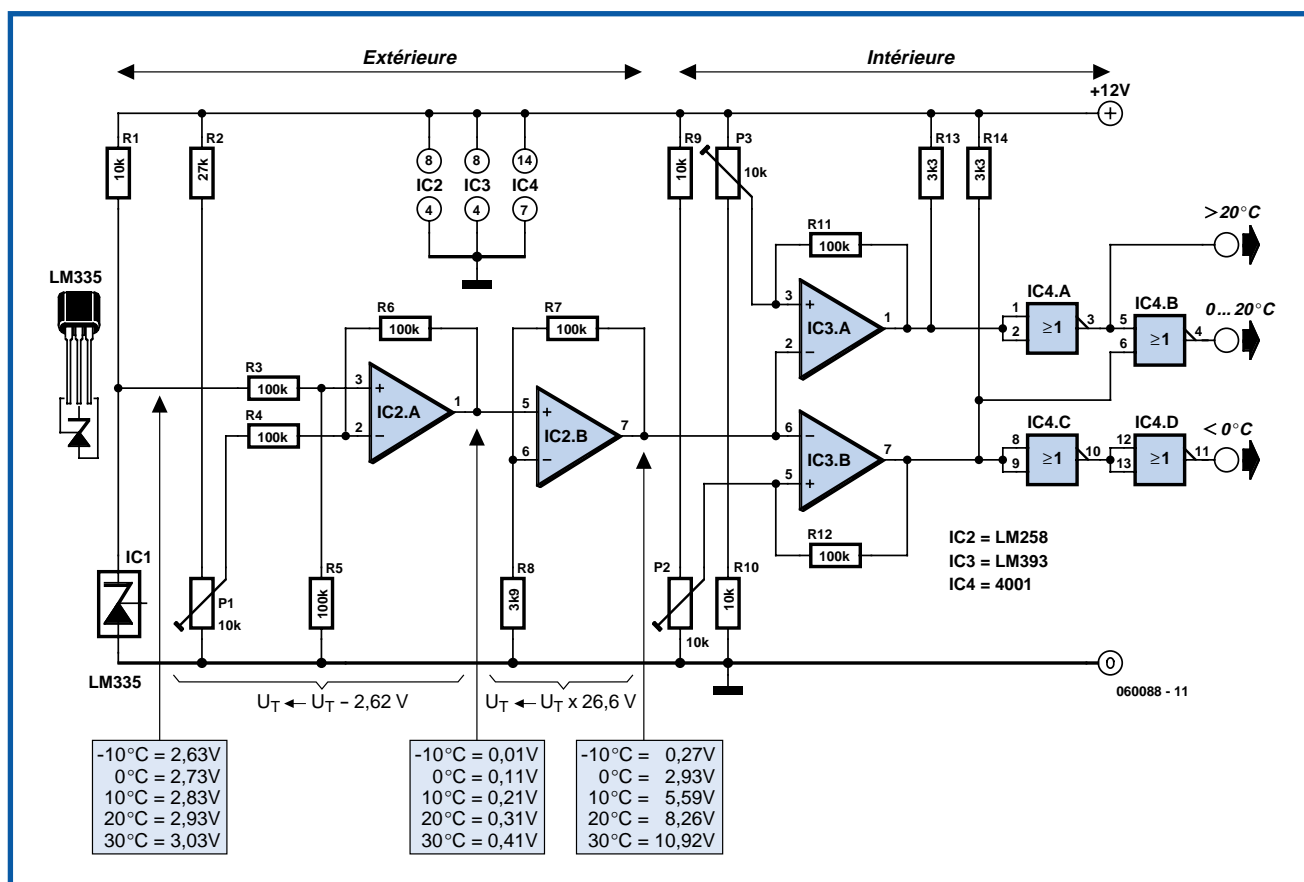 Extérieure
Intérieure
+12V
R1
10k
R2
27k
8
IC2
4
8
IC3
4
14
IC4
7
R9
10k
P3
10k
R13
3k3
R14
3k3
>20°C
LM335
R11
100k
R6
100k
R7
100k
IC4.A
1
2
≥1
3
IC4.B
5
6
≥1
4
0...20°C
3
+
IC3.A
1
2
−
R3
100k
R4
100k
3
+
IC2.A
1
2
−
5
+
IC2.B
7
6
−
6
−
IC3.B
7
5
+
IC4.C
8
9
≥1
10
IC4.D
12
13
≥1
11
<0°C
R12
100k
IC2 = LM258
IC3 = LM393
IC4 = 4001
IC1
P1
10k
R5
100k
R8
3k9
P2
10k
R10
10k
0
LM335
060088 - 11
UT ← UT − 2,62 V
UT ← UT x 26,6 V
-10°C = 2,63V
0°C = 2,73V
10°C = 2,83V
20°C = 2,93V
30°C = 3,03V
-10°C = 0,01V
0°C = 0,11V
10°C = 0,21V
20°C = 0,31V
30°C = 0,41V
-10°C = 0,27V
0°C = 2,93V
10°C = 5,59V
20°C = 8,26V
30°C = 10,92V